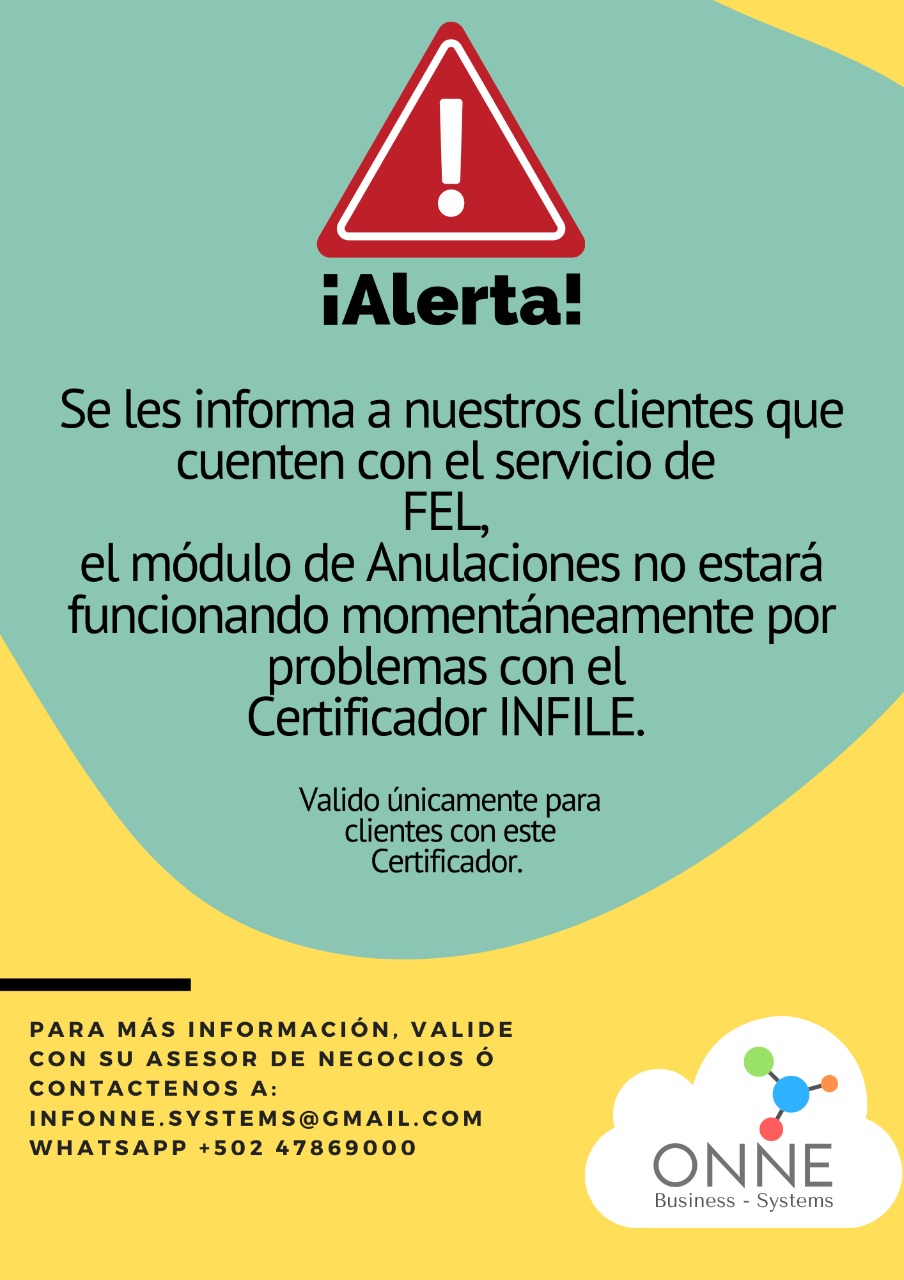 ¡Alerta!
Se les informa a nuestros clientes que
cuenten con el servicio de
FEL,
el módulo de Anulaciones no estará
funcionando momentáneamente por
problemas con el
Certificador INFILE.
Valido únicamente para
clientes con este
Certificador.
PARA MÁS INFORMACIÓN, VALIDE
CON SU ASESOR DE NEGOCIOS Ó
CONTACTENOS A:
INFONNE.SYSTEMS@GMAIL.COM
WHATSAPP +502 47869000
ONNE
Business - Systems